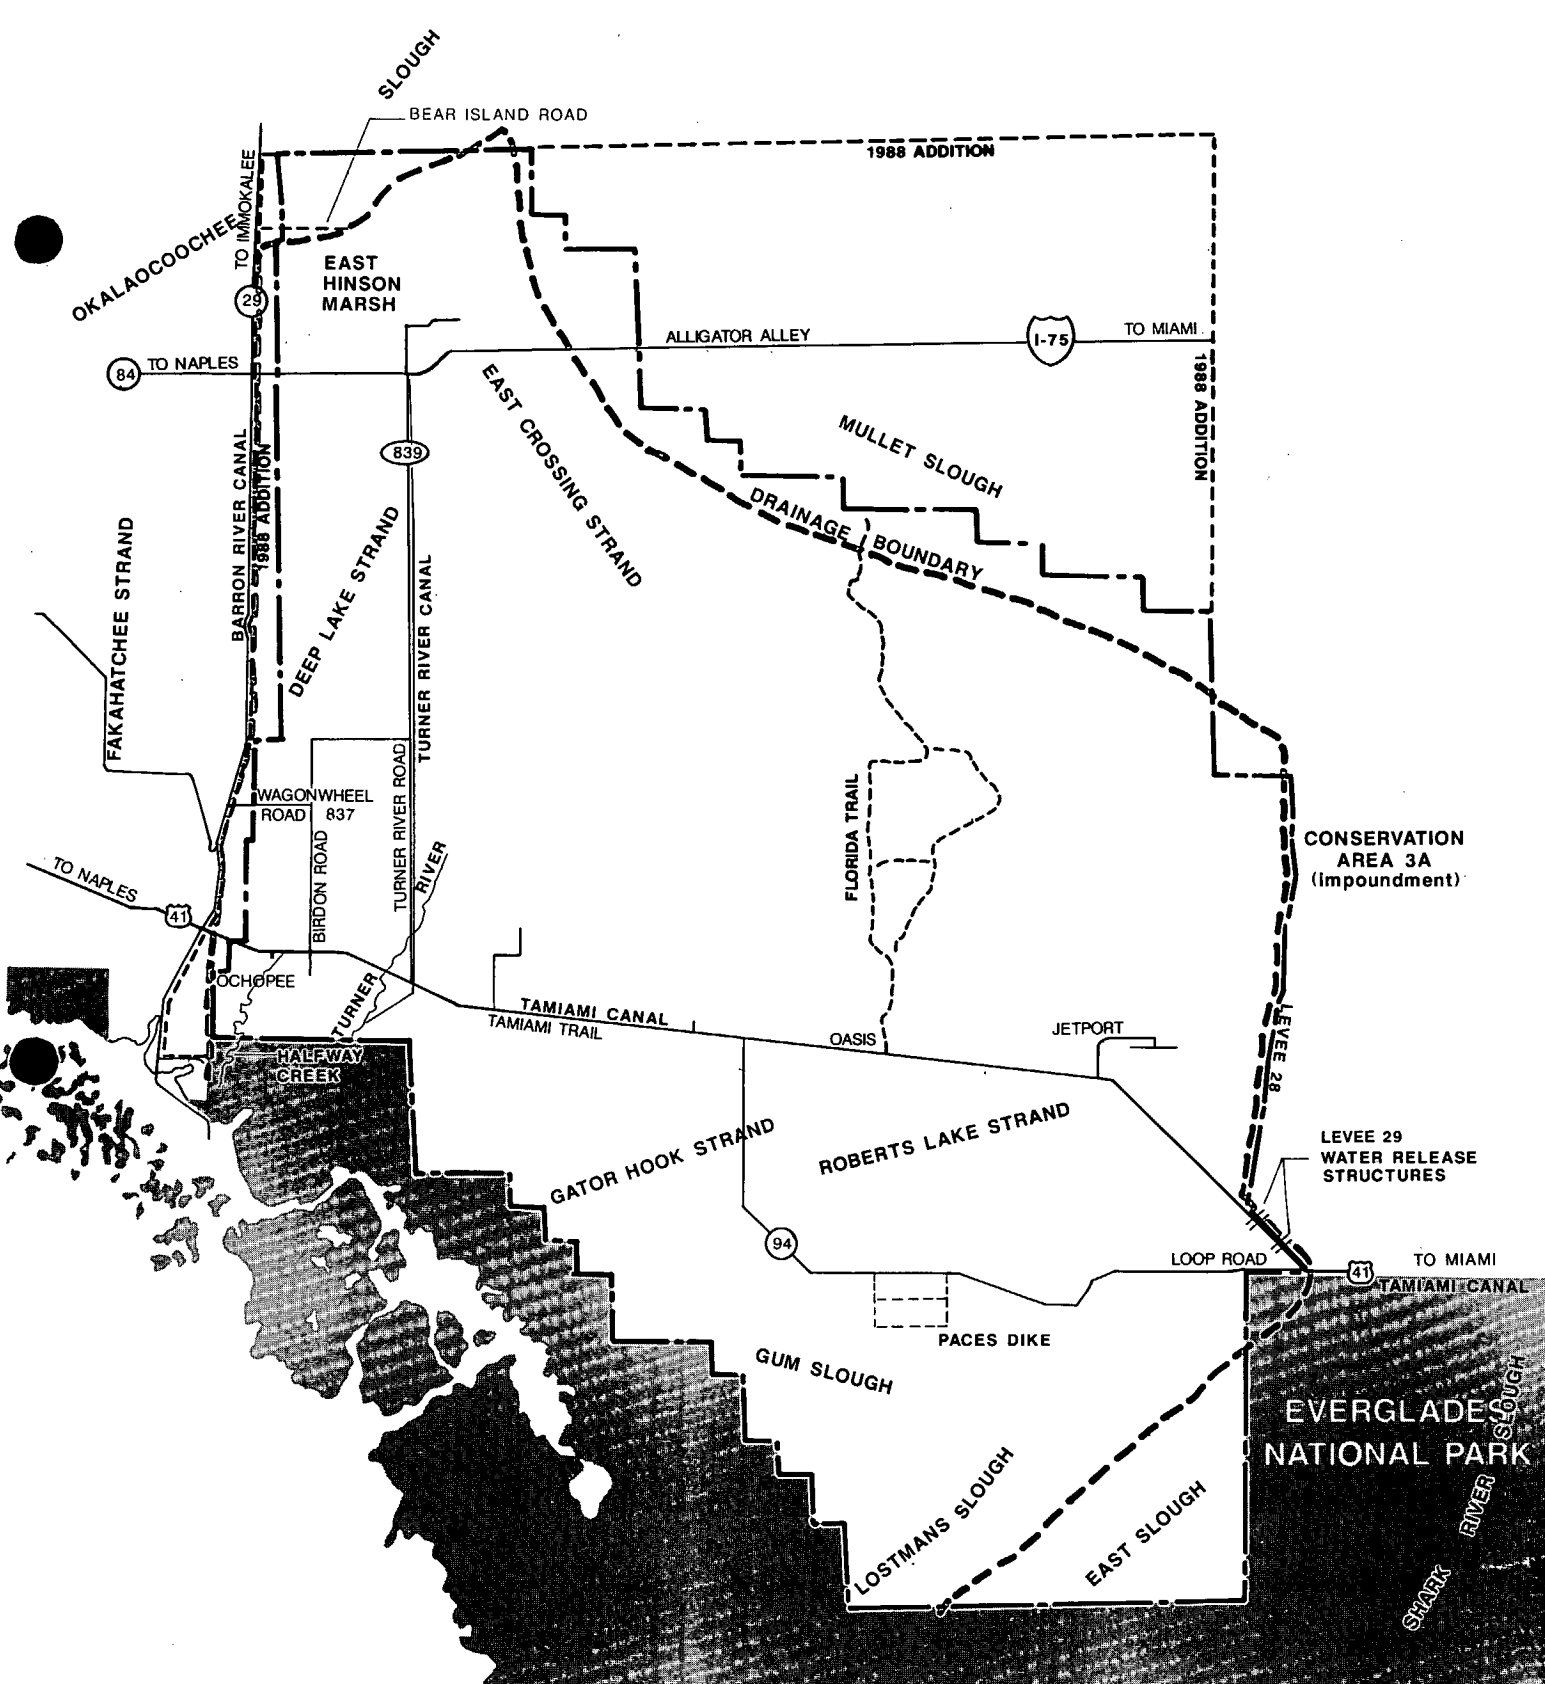 SLOUGH
BEAR ISLAND ROAD
1988 ADDITION
TO IMMOKALEE
OKALAOCOOCHEE
EAST
HINSON
MARSH
29
ALLIGATOR ALLEY
I-75
TO MIAMI
84
TO NAPLES
1988 ADDITION
EAST CROSSING STRAND
MULLET SLOUGH
839
BARRON RIVER CANAL
1988 ADDITION
DRAINAGE BOUNDARY
FAKAHATCHEE STRAND
DEEP LAKE STRAND
TURNER RIVER CANAL
WAGONWHEEL
ROAD 837
BIRDON ROAD
TURNER RIVER ROAD
FLORIDA TRAIL
CONSERVATION
AREA 3A
(impoundment)
TO NAPLES
41
TURNER RIVER
OCHOPEE
TAMIAMI CANAL
TAMIAMI TRAIL
OASIS
JETPORT
LEVEE 28
HALFWAY
CREEK
GATOR HOOK STRAND
ROBERTS LAKE STRAND
LEVEE 29
WATER RELEASE
STRUCTURES
94
LOOP ROAD
41
TO MIAMI
TAMIAMI CANAL
PACES DIKE
GUM SLOUGH
EVERGLADES
NATIONAL PARK
LOSTMANS SLOUGH
EAST SLOUGH
SHARK RIVER SLOUGH